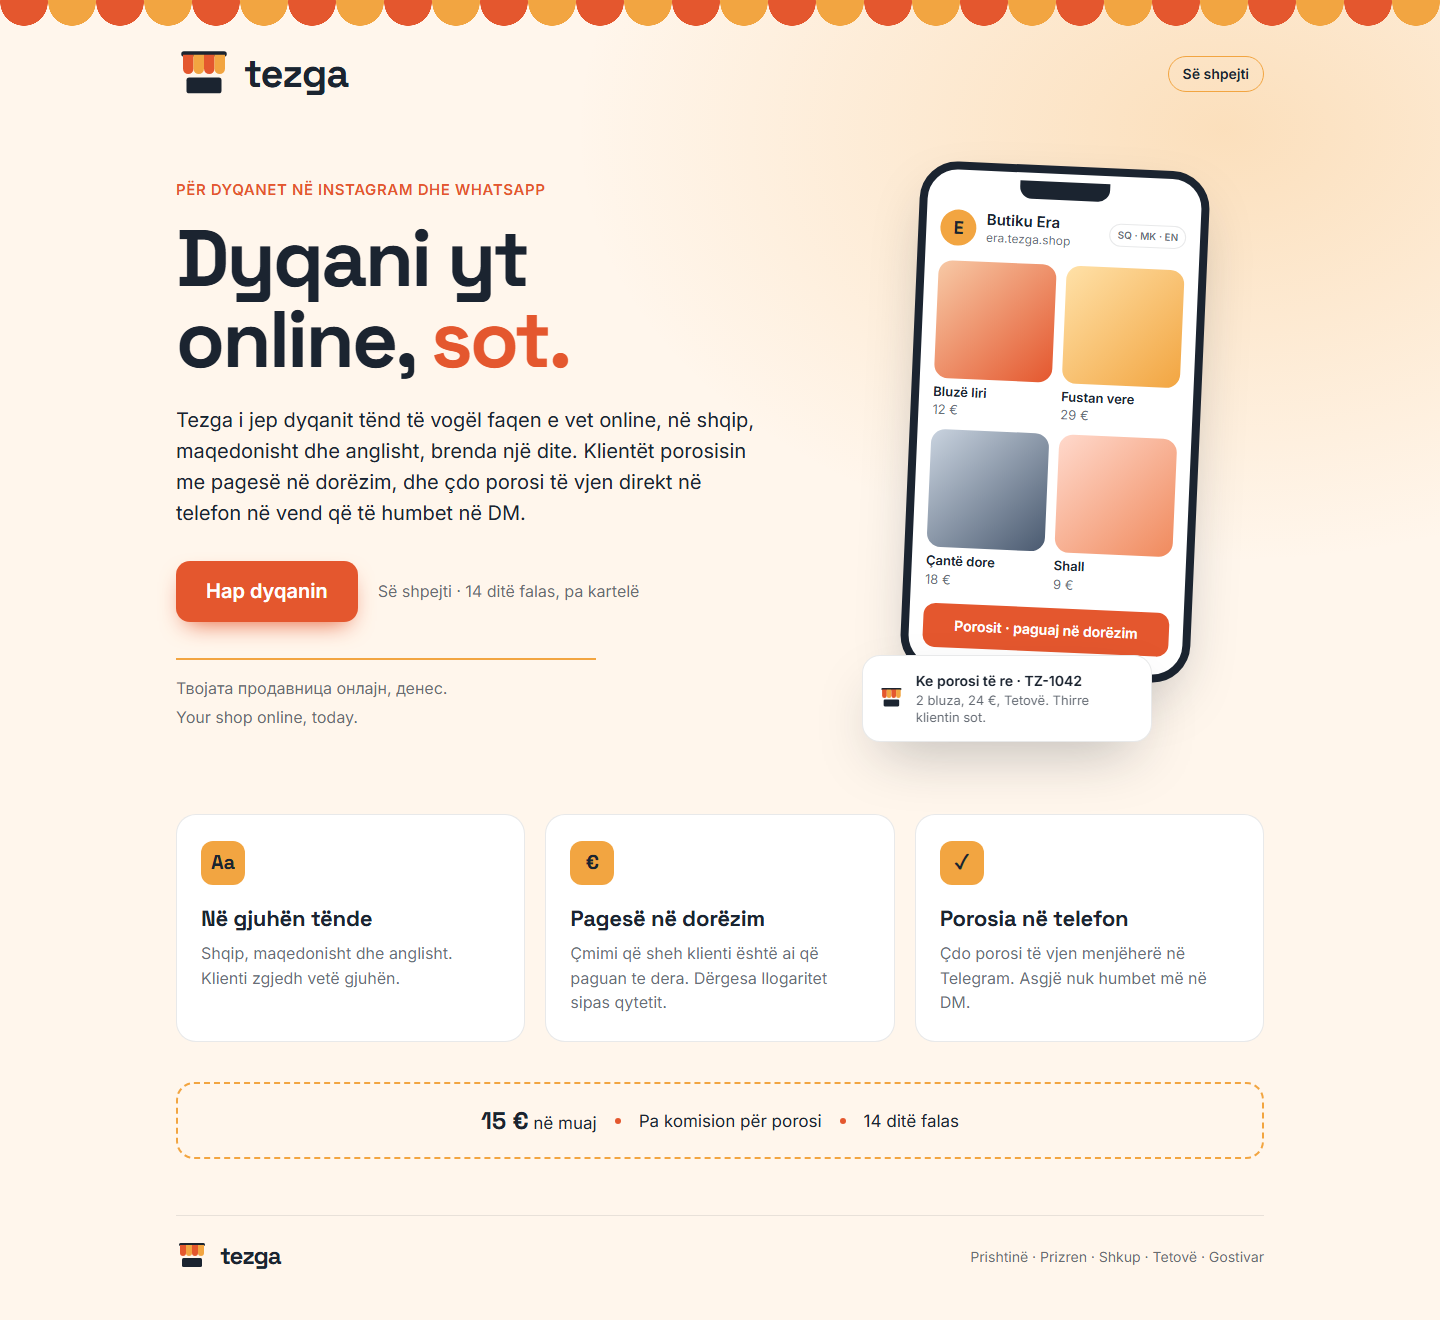 tezga
Së shpejti
PËR DYQANET NË INSTAGRAM DHE WHATSAPP
Dyqani yt
online, sot.
Tezga i jep dyqanit tënd të vogël faqen e vet online, në shqip,
maqedonisht dhe anglisht, brenda një dite. Klientët porosisin
me pagesë në dorëzim, dhe çdo porosi të vjen direkt në
telefon në vend që të humbet në DM.
Hap dyqanin
Së shpejti · 14 ditë falas, pa kartelë
Твојата продавница онлајн, денес.
Your shop online, today.
E
Butiku Era
era.tezga.shop
SQ · MK · EN
Bluzë liri
12 €
Fustan vere
29 €
Çantë dore
18 €
Shall
9 €
Porosit · paguaj në dorëzim
Ke porosi të re · TZ-1042
2 bluza, 24 €, Tetovë. Thirre
klientin sot.
Aa
Në gjuhën tënde
Shqip, maqedonisht dhe anglisht.
Klienti zgjedh vetë gjuhën.
€
Pagesë në dorëzim
Çmimi që sheh klienti është ai që
paguan te dera. Dërgesa llogaritet
sipas qytetit.
✓
Porosia në telefon
Çdo porosi të vjen menjëherë në
Telegram. Asgjë nuk humbet më në
DM.
15 € në muaj • Pa komision për porosi • 14 ditë falas
tezga
Prishtinë · Prizren · Shkup · Tetovë · Gostivar